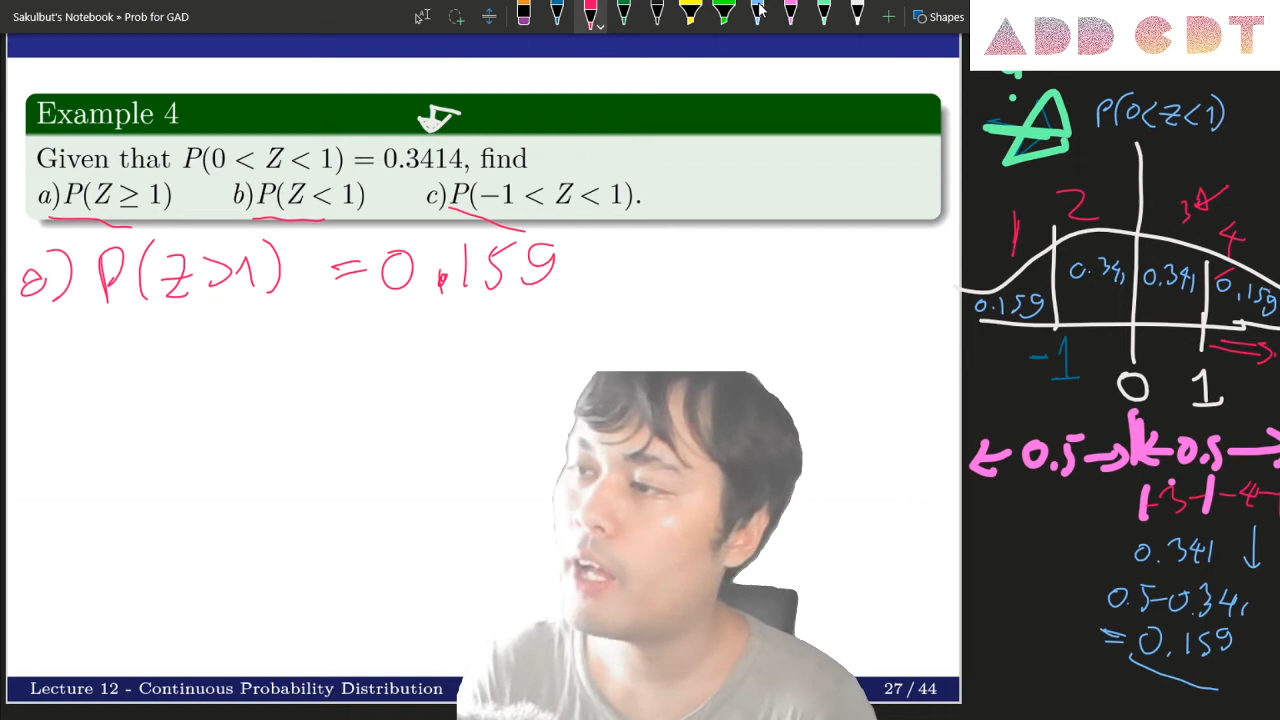 Sakulbut's Notebook » Prob for GAD
Shapes
ADD CDT
Example 4
Given that P(0 < Z < 1) = 0.3414, find
a)P(Z ≥ 1) b)P(Z < 1) c)P(−1 < Z < 1).
a) P(Z>1) = 0.159
P(0<Z<1)
1 2 3 4
0.159 0.341 0.341 0.159
-1 0 1
0.5 0.5
3 4
0.341
0.5-0.341
= 0.159
Lecture 12 - Continuous Probability Distribution
27 / 44